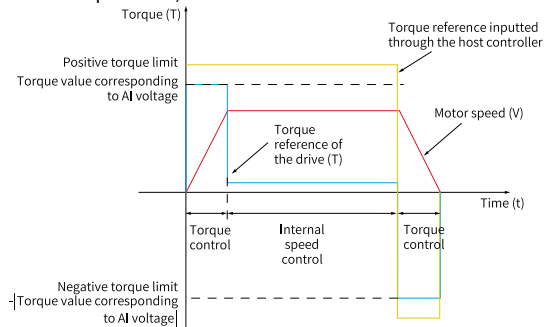 Torque (T)
Torque reference inputted
through the host controller
Positive torque limit
Torque value corresponding
to AI voltage
Torque
reference of
the drive (T)
Motor speed (V)
Time (t)
Torque
control
Internal
speed
control
Torque
control
Negative torque limit
-|Torque value corresponding
to AI voltage|